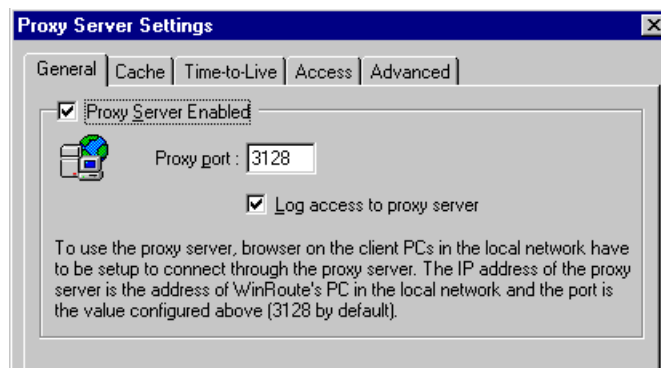 Proxy Server Settings
General Cache Time-to-Live Access Advanced
Proxy Server Enabled
Proxy port : 3128
Log access to proxy server
To use the proxy server, browser on the client PCs in the local network have
to be setup to connect through the proxy server. The IP address of the proxy
server is the address of WinRoute's PC in the local network and the port is
the value configured above (3128 by default).